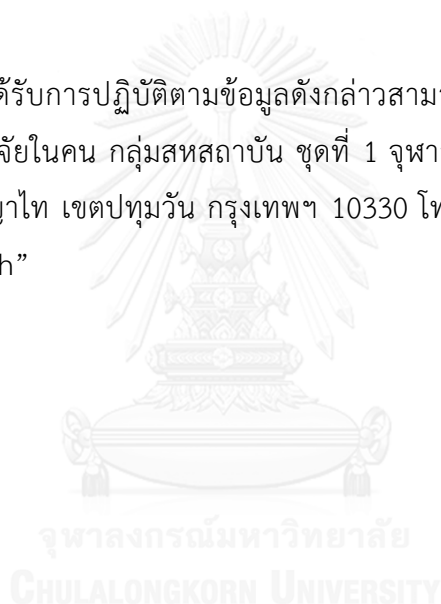 ด้รับการปฏิบัติตามข้อมูลดังกล่าวสามา
จัยในคน กลุ่มสหสถาบัน ชุดที่ 1 จุฬา
ญาไท เขตปทุมวัน กรุงเทพฯ 10330 โท
h”
จุฬาลงกรณ์มหาวิทยาลัย
CHULALONGKORN UNIVERSITY